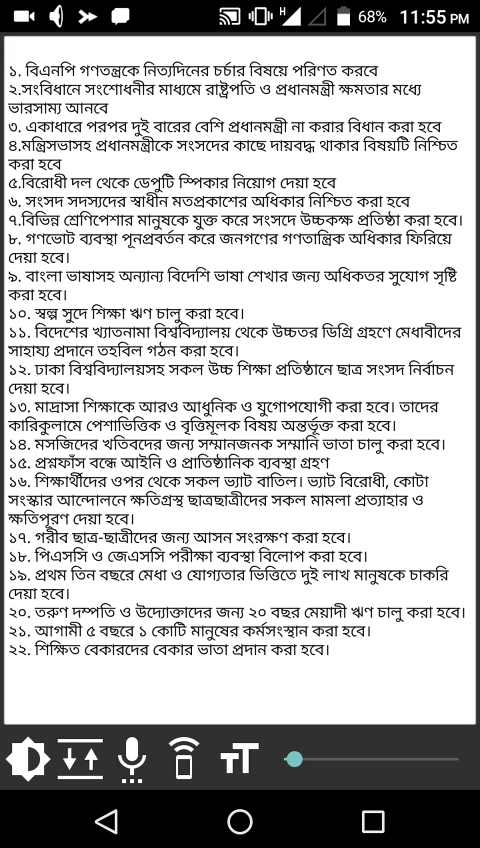 68% 11:55 PM
১. বিএনপি গণতন্ত্রকে নিত্যদিনের চর্চার বিষয়ে পরিণত করবে
২.সংবিধানে সংশোধনীর মাধ্যমে রাষ্ট্রপতি ও প্রধানমন্ত্রী ক্ষমতার মধ্যে
ভারসাম্য আনবে
৩. একাধারে পরপর দুই বারের বেশি প্রধানমন্ত্রী না করার বিধান করা হবে
৪.মন্ত্রিসভাসহ প্রধানমন্ত্রীকে সংসদের কাছে দায়বদ্ধ থাকার বিষয়টি নিশ্চিত
করা হবে
৫.বিরোধী দল থেকে ডেপুটি স্পিকার নিয়োগ দেয়া হবে
৬. সংসদ সদস্যদের স্বাধীন মতপ্রকাশের অধিকার নিশ্চিত করা হবে
৭.বিভিন্ন শ্রেণিপেশার মানুষকে যুক্ত করে সংসদে উচ্চকক্ষ প্রতিষ্ঠা করা হবে।
৮. গণভোট ব্যবস্থা পূনপ্রবর্তন করে জনগণের গণতান্ত্রিক অধিকার ফিরিয়ে
দেয়া হবে।
৯. বাংলা ভাষাসহ অন্যান্য বিদেশি ভাষা শেখার জন্য অধিকতর সুযোগ সৃষ্টি
করা হবে।
১০. স্বল্প সুদে শিক্ষা ঋণ চালু করা হবে।
১১. বিদেশের খ্যাতনামা বিশ্ববিদ্যালয় থেকে উচ্চতর ডিগ্রি গ্রহণে মেধাবীদের
সাহায্য প্রদানে তহবিল গঠন করা হবে।
১২. ঢাকা বিশ্ববিদ্যালয়সহ সকল উচ্চ শিক্ষা প্রতিষ্ঠানে ছাত্র সংসদ নির্বাচন
দেয়া হবে।
১৩. মাদ্রাসা শিক্ষাকে আরও আধুনিক ও যুগোপযোগী করা হবে। তাদের
কারিকুলামে পেশাভিত্তিক ও বৃত্তিমূলক বিষয় অন্তর্ভূক্ত করা হবে।
১৪. মসজিদের খতিবদের জন্য সম্মানজনক সম্মানি ভাতা চালু করা হবে।
১৫. প্রশ্নফাঁস বন্ধে আইনি ও প্রাতিষ্ঠানিক ব্যবস্থা গ্রহণ
১৬. শিক্ষার্থীদের ওপর থেকে সকল ভ্যাট বাতিল। ভ্যাট বিরোধী, কোটা
সংস্কার আন্দোলনে ক্ষতিগ্রস্থ ছাত্রছাত্রীদের সকল মামলা প্রত্যাহার ও
ক্ষতিপূরণ দেয়া হবে।
১৭. গরীব ছাত্র-ছাত্রীদের জন্য আসন সংরক্ষণ করা হবে।
১৮. পিএসসি ও জেএসসি পরীক্ষা ব্যবস্থা বিলোপ করা হবে।
১৯. প্রথম তিন বছরে মেধা ও যোগ্যতার ভিত্তিতে দুই লাখ মানুষকে চাকরি
দেয়া হবে।
২০. তরুণ দম্পতি ও উদ্যোক্তাদের জন্য ২০ বছর মেয়াদী ঋণ চালু করা হবে।
২১. আগামী ৫ বছরে ১ কোটি মানুষের কর্মসংস্থান করা হবে।
২২. শিক্ষিত বেকারদের বেকার ভাতা প্রদান করা হবে।